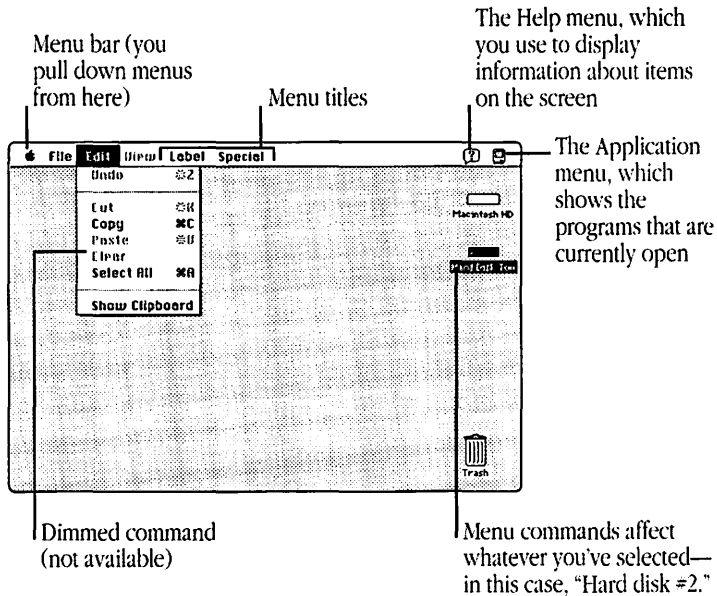 The Help menu, which
you use to display
information about items
on the screen
Menu bar (you
pull down menus
from here)
Menu titles
File Edit View Label Special
The Application
menu, which
shows the
programs that are
currently open
Undo ⌘Z
Cut ⌘X
Copy ⌘C
Paste ⌘V
Clear
Select All ⌘A
Show Clipboard
Macintosh HD
Trash
Dimmed command
(not available)
Menu commands affect
whatever you've selected—
in this case, "Hard disk #2."